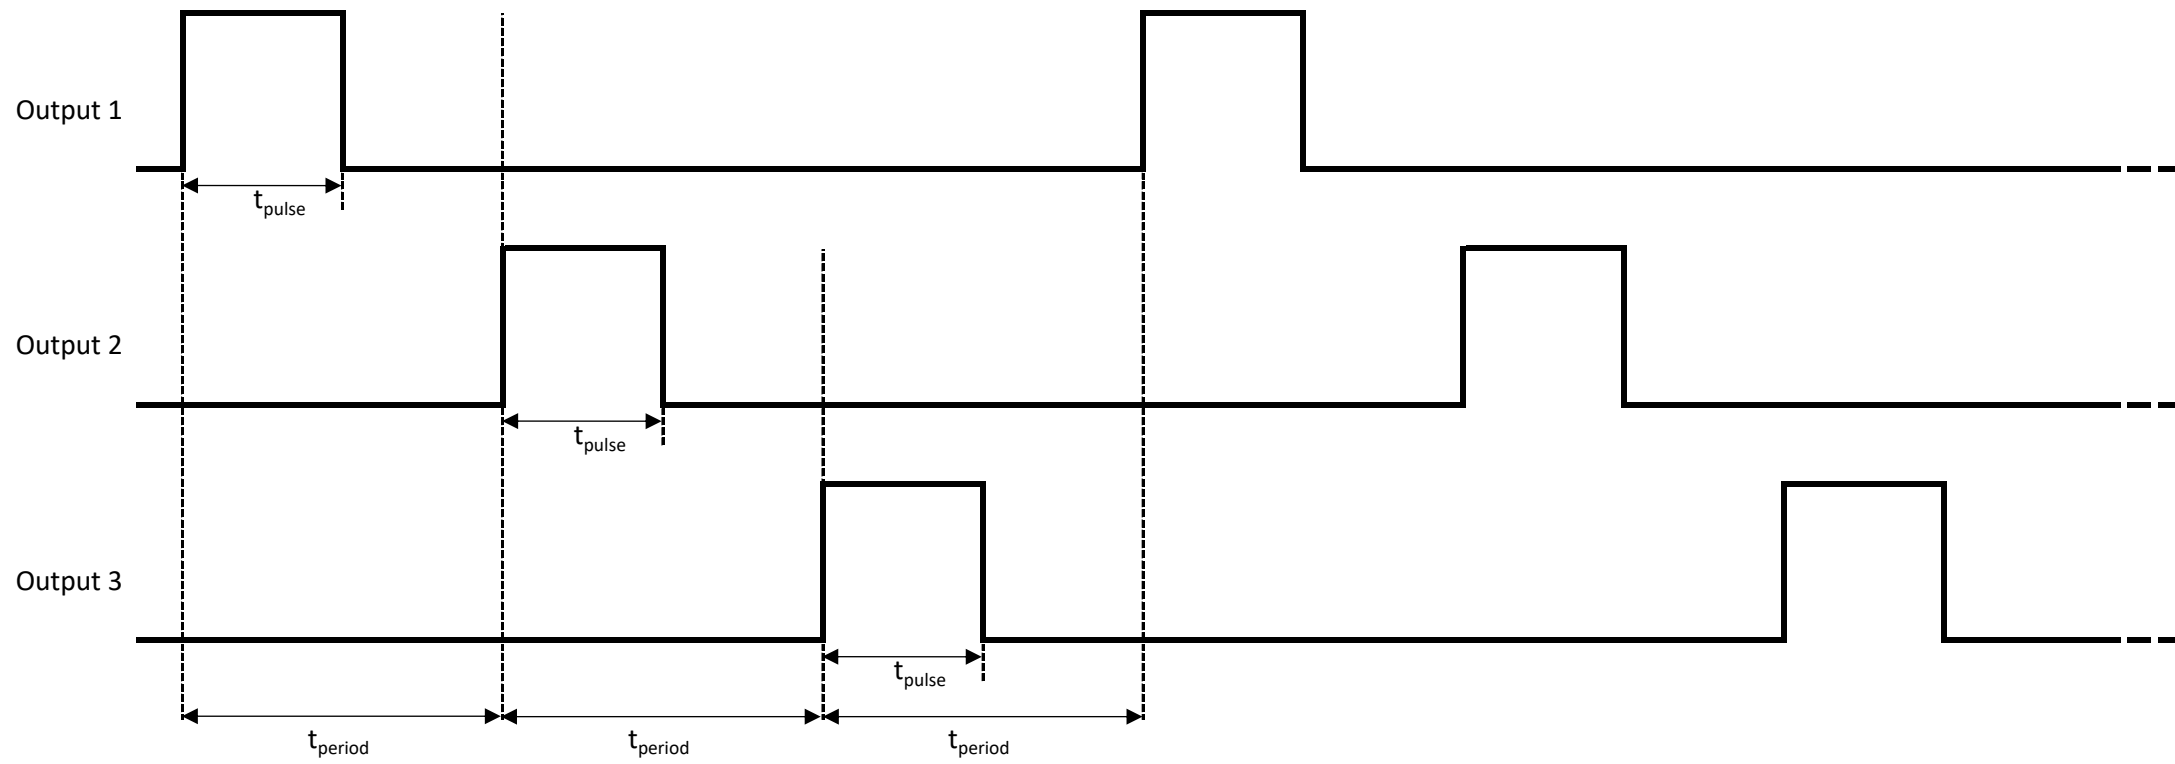 Output 1
t_pulse
Output 2
t_pulse
Output 3
t_pulse
t_period t_period t_period